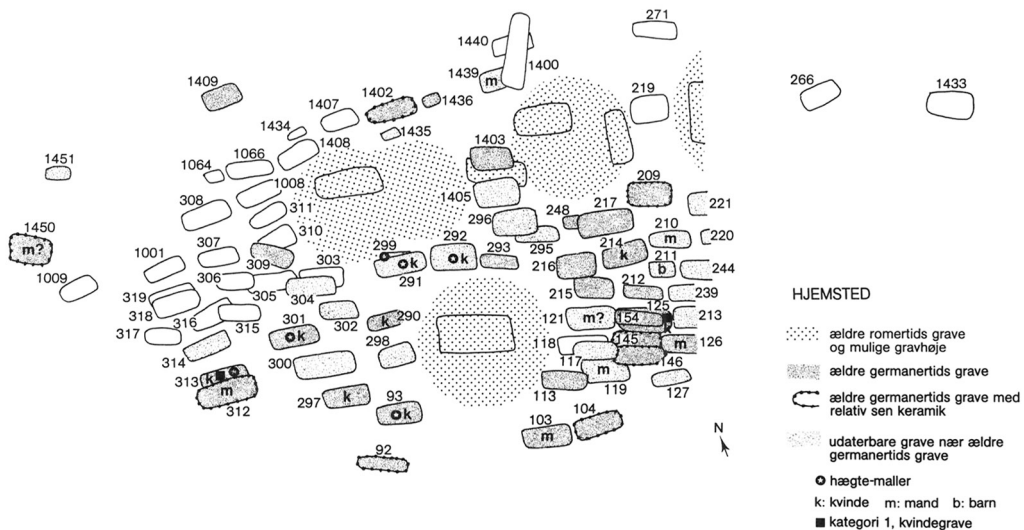 271
1440
1400
1439
m
1409
1402
1436
1407
1434
1435
1408
219
266
1433
1451
1064
1066
1403
308
1008
311
1405
209
221
1450
m?
310
296
248
217
210
m
220
1001
307
309
299
k
291
292
k
293
295
214
k
211
b
244
1009
306
303
216
319
318
305
304
215
212
239
317
316
315
302
301
k
290
k
121
m?
154
125
213
314
300
298
118
145
m
126
313
k
m
312
297
k
93
k
117
m
119
146
113
127
92
103
m
104
N
HJEMSTED
ældre romertids grave
og mulige gravhøje
ældre germanertids grave
ældre germanertids grave med
relativ sen keramik
udaterbare grave nær ældre
germanertids grave
hægte-maller
k: kvinde m: mand b: barn
kategori 1, kvindegrave